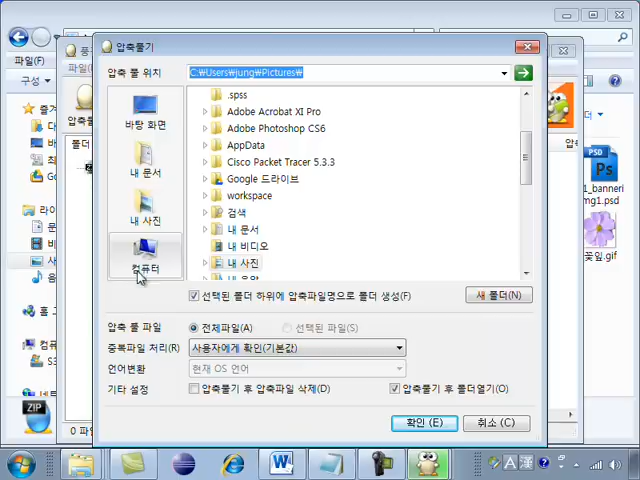 압축풀기
파일(F)
구성
압축 풀 위치
C:\Users\jung\Pictures\
바탕 화면
내 문서
내 사진
컴퓨터
.spss
Adobe Acrobat XI Pro
Adobe Photoshop CS6
AppData
Cisco Packet Tracer 5.3.3
Google 드라이브
workspace
검색
내 문서
내 비디오
내 사진
선택된 폴더 하위에 압축파일명으로 폴더 생성(F)
새 폴더(N)
압축 풀 파일
전체파일(A)
선택된 파일(S)
중복파일 처리(R)
사용자에게 확인(기본값)
언어변환
현재 OS 언어
기타 설정
압축풀기 후 압축파일 삭제(D)
압축풀기 후 폴더열기(O)
확인 (E)
취소 (C)
PSD
Ps
1_banneri
mg1.psd
꽃잎.gif
ZIP
W
A 漢